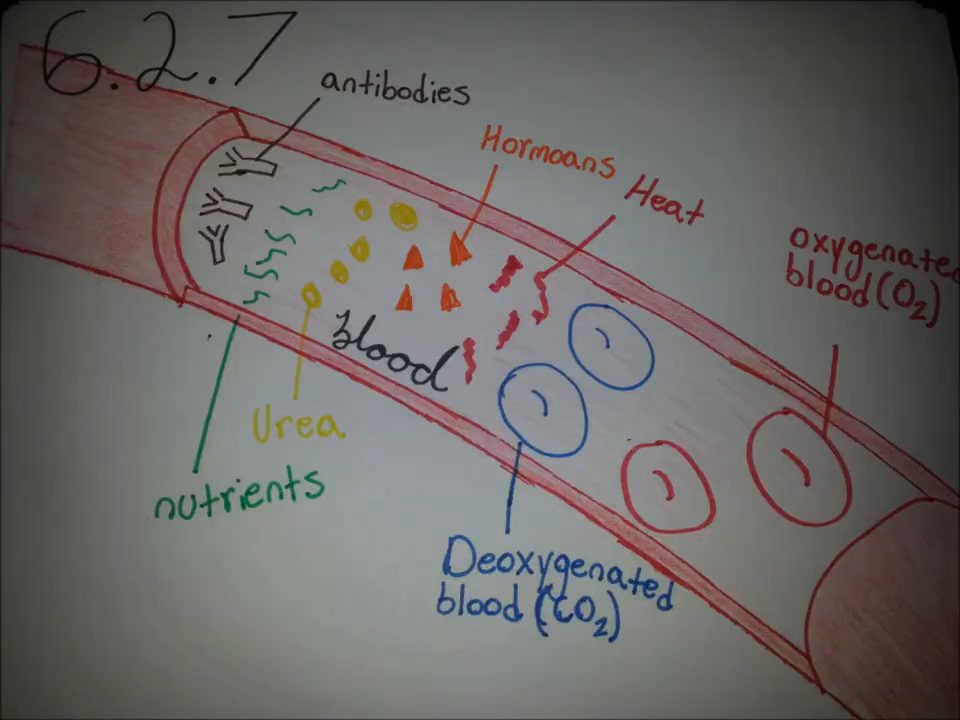 6.2.7
antibodies
Hormoans
Heat
oxygenated
blood (O₂)
blood
Urea
nutrients
Deoxygenated
blood (CO₂)